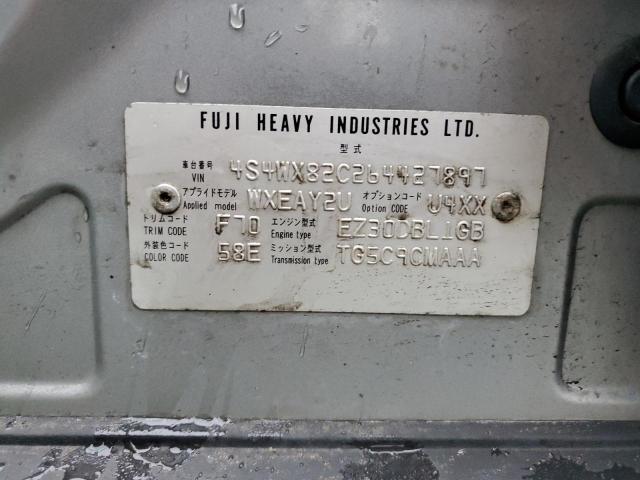 FUJI HEAVY INDUSTRIES LTD.
型式
車台番号 VIN 4S4WX82C264427897
アプライドモデル Applied model WXEAY2U オプションコード Option CODE U4XX
トリムコード TRIM CODE F70 エンジン型式 Engine type EZ30DBL1GB
外装色コード COLOR CODE 58E ミッション型式 Transmission type TG5C9CMAAA